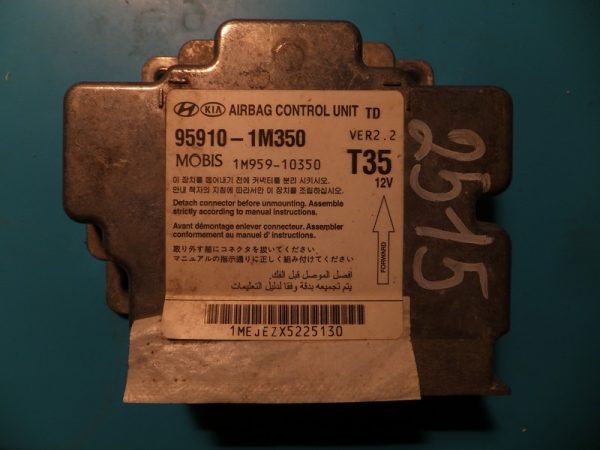 HYUNDAI KIA AIRBAG CONTROL UNIT TD
95910-1M350 VER2.2
MOBIS 1M959-10350 T35
12V
이 장치를 떼어내기 전에 커넥터를 분리 시키시오.
안내 책자의 지침에 따라서만 이 장치를 조립하십시오.
Detach connector before unmounting. Assemble
strictly according to manual instructions.
Avant démontage enlever connecteur. Assembler
conformement au manuel d' instructions.
取り外す前にコネクタを抜いてください.
マニュアルの指示通りに正しく組み付けてください.
أفصل الموصل قبل الفك.
يتم تجميعه بدقة وفقا لدليل التعليمات
FORWARD
1MEJEZX5225130
2515